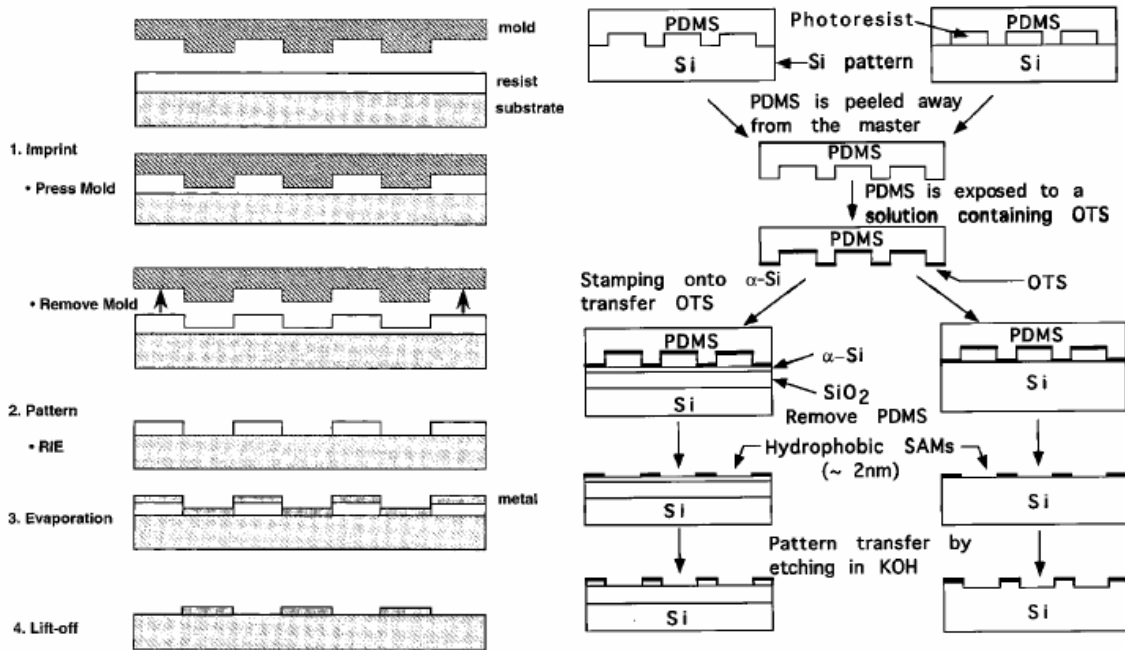 mold
resist
substrate
1. Imprint
• Press Mold
• Remove Mold
2. Pattern
• RIE
metal
3. Evaporation
4. Lift-off
PDMS
Si
Si pattern
Photoresist
PDMS
Si
PDMS is peeled away
from the master
PDMS
PDMS is exposed to a
solution containing OTS
PDMS
OTS
Stamping onto α-Si
transfer OTS
PDMS
α-Si
SiO2
Si
PDMS
Si
Remove PDMS
Hydrophobic SAMs
(~ 2nm)
Si
Si
Pattern transfer by
etching in KOH
Si
Si